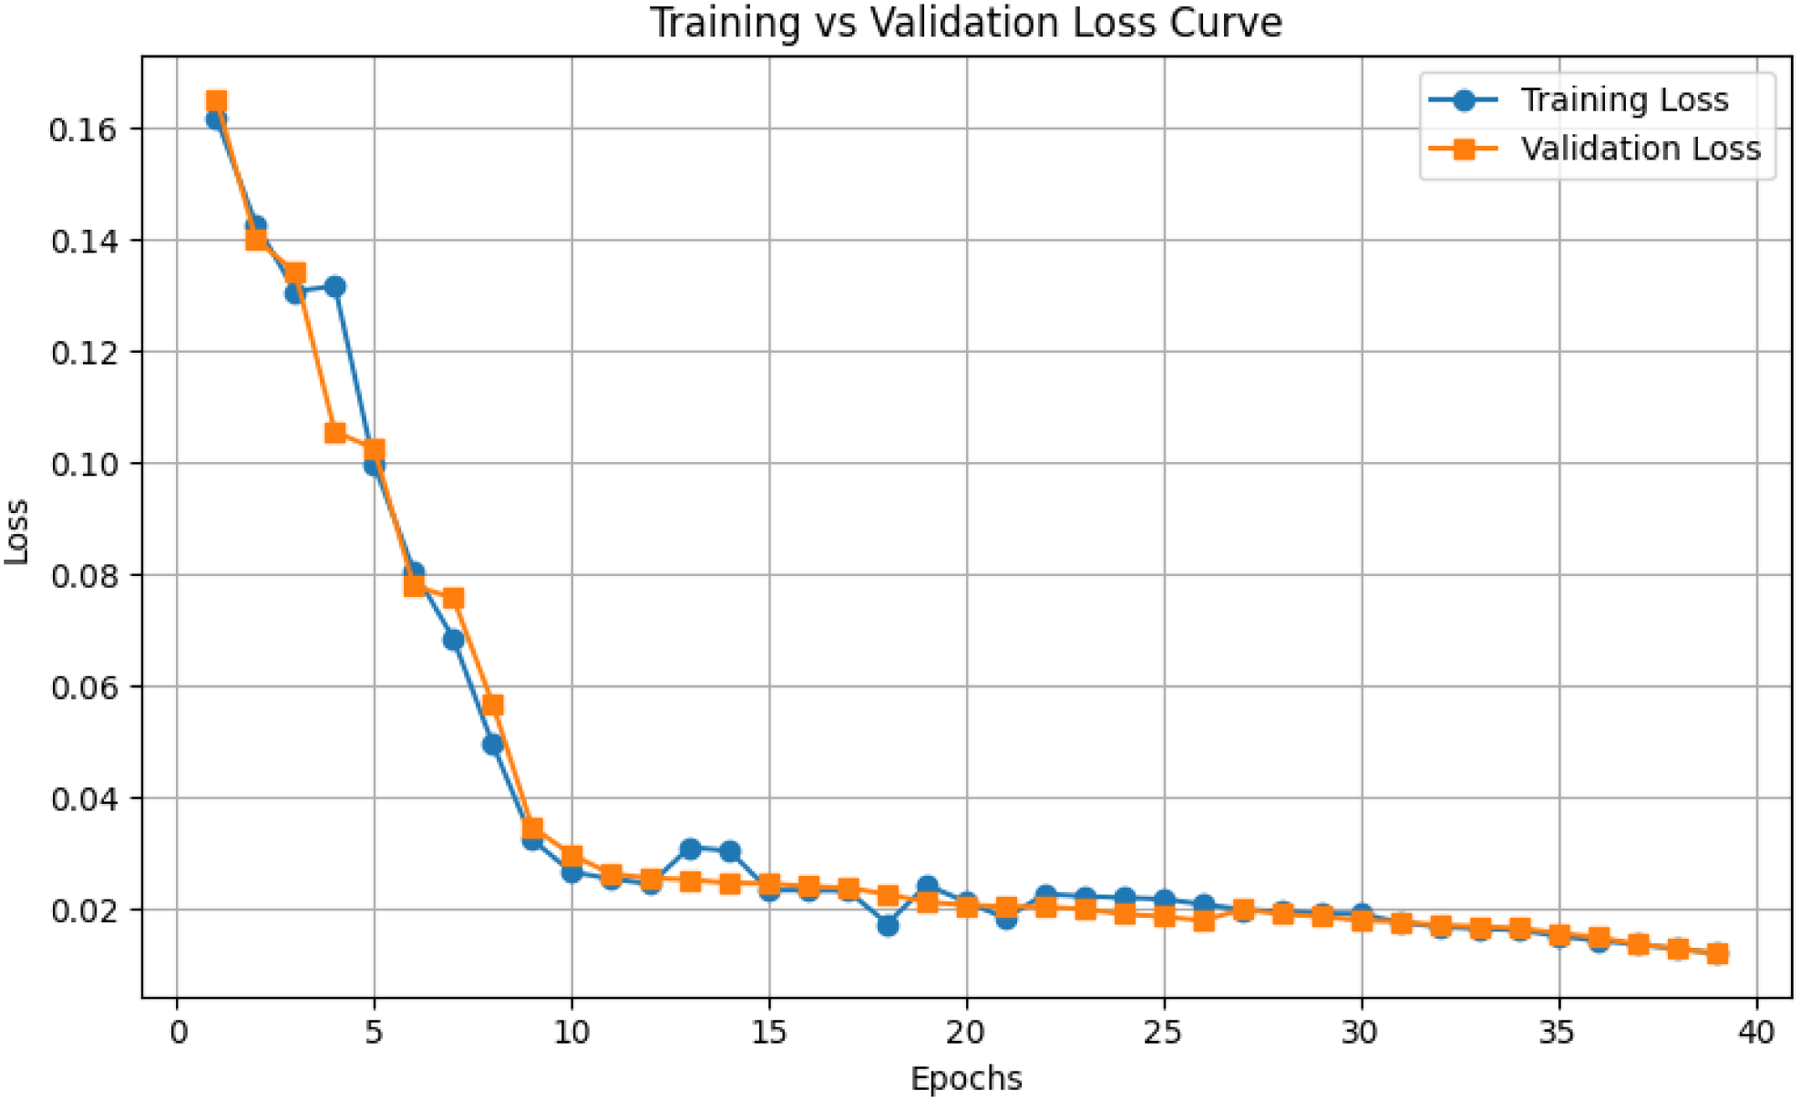 Training vs Validation Loss Curve
Training Loss
Validation Loss
0.16
0.14
0.12
0.10
0.08
0.06
0.04
0.02
Loss
0 5 10 15 20 25 30 35 40
Epochs